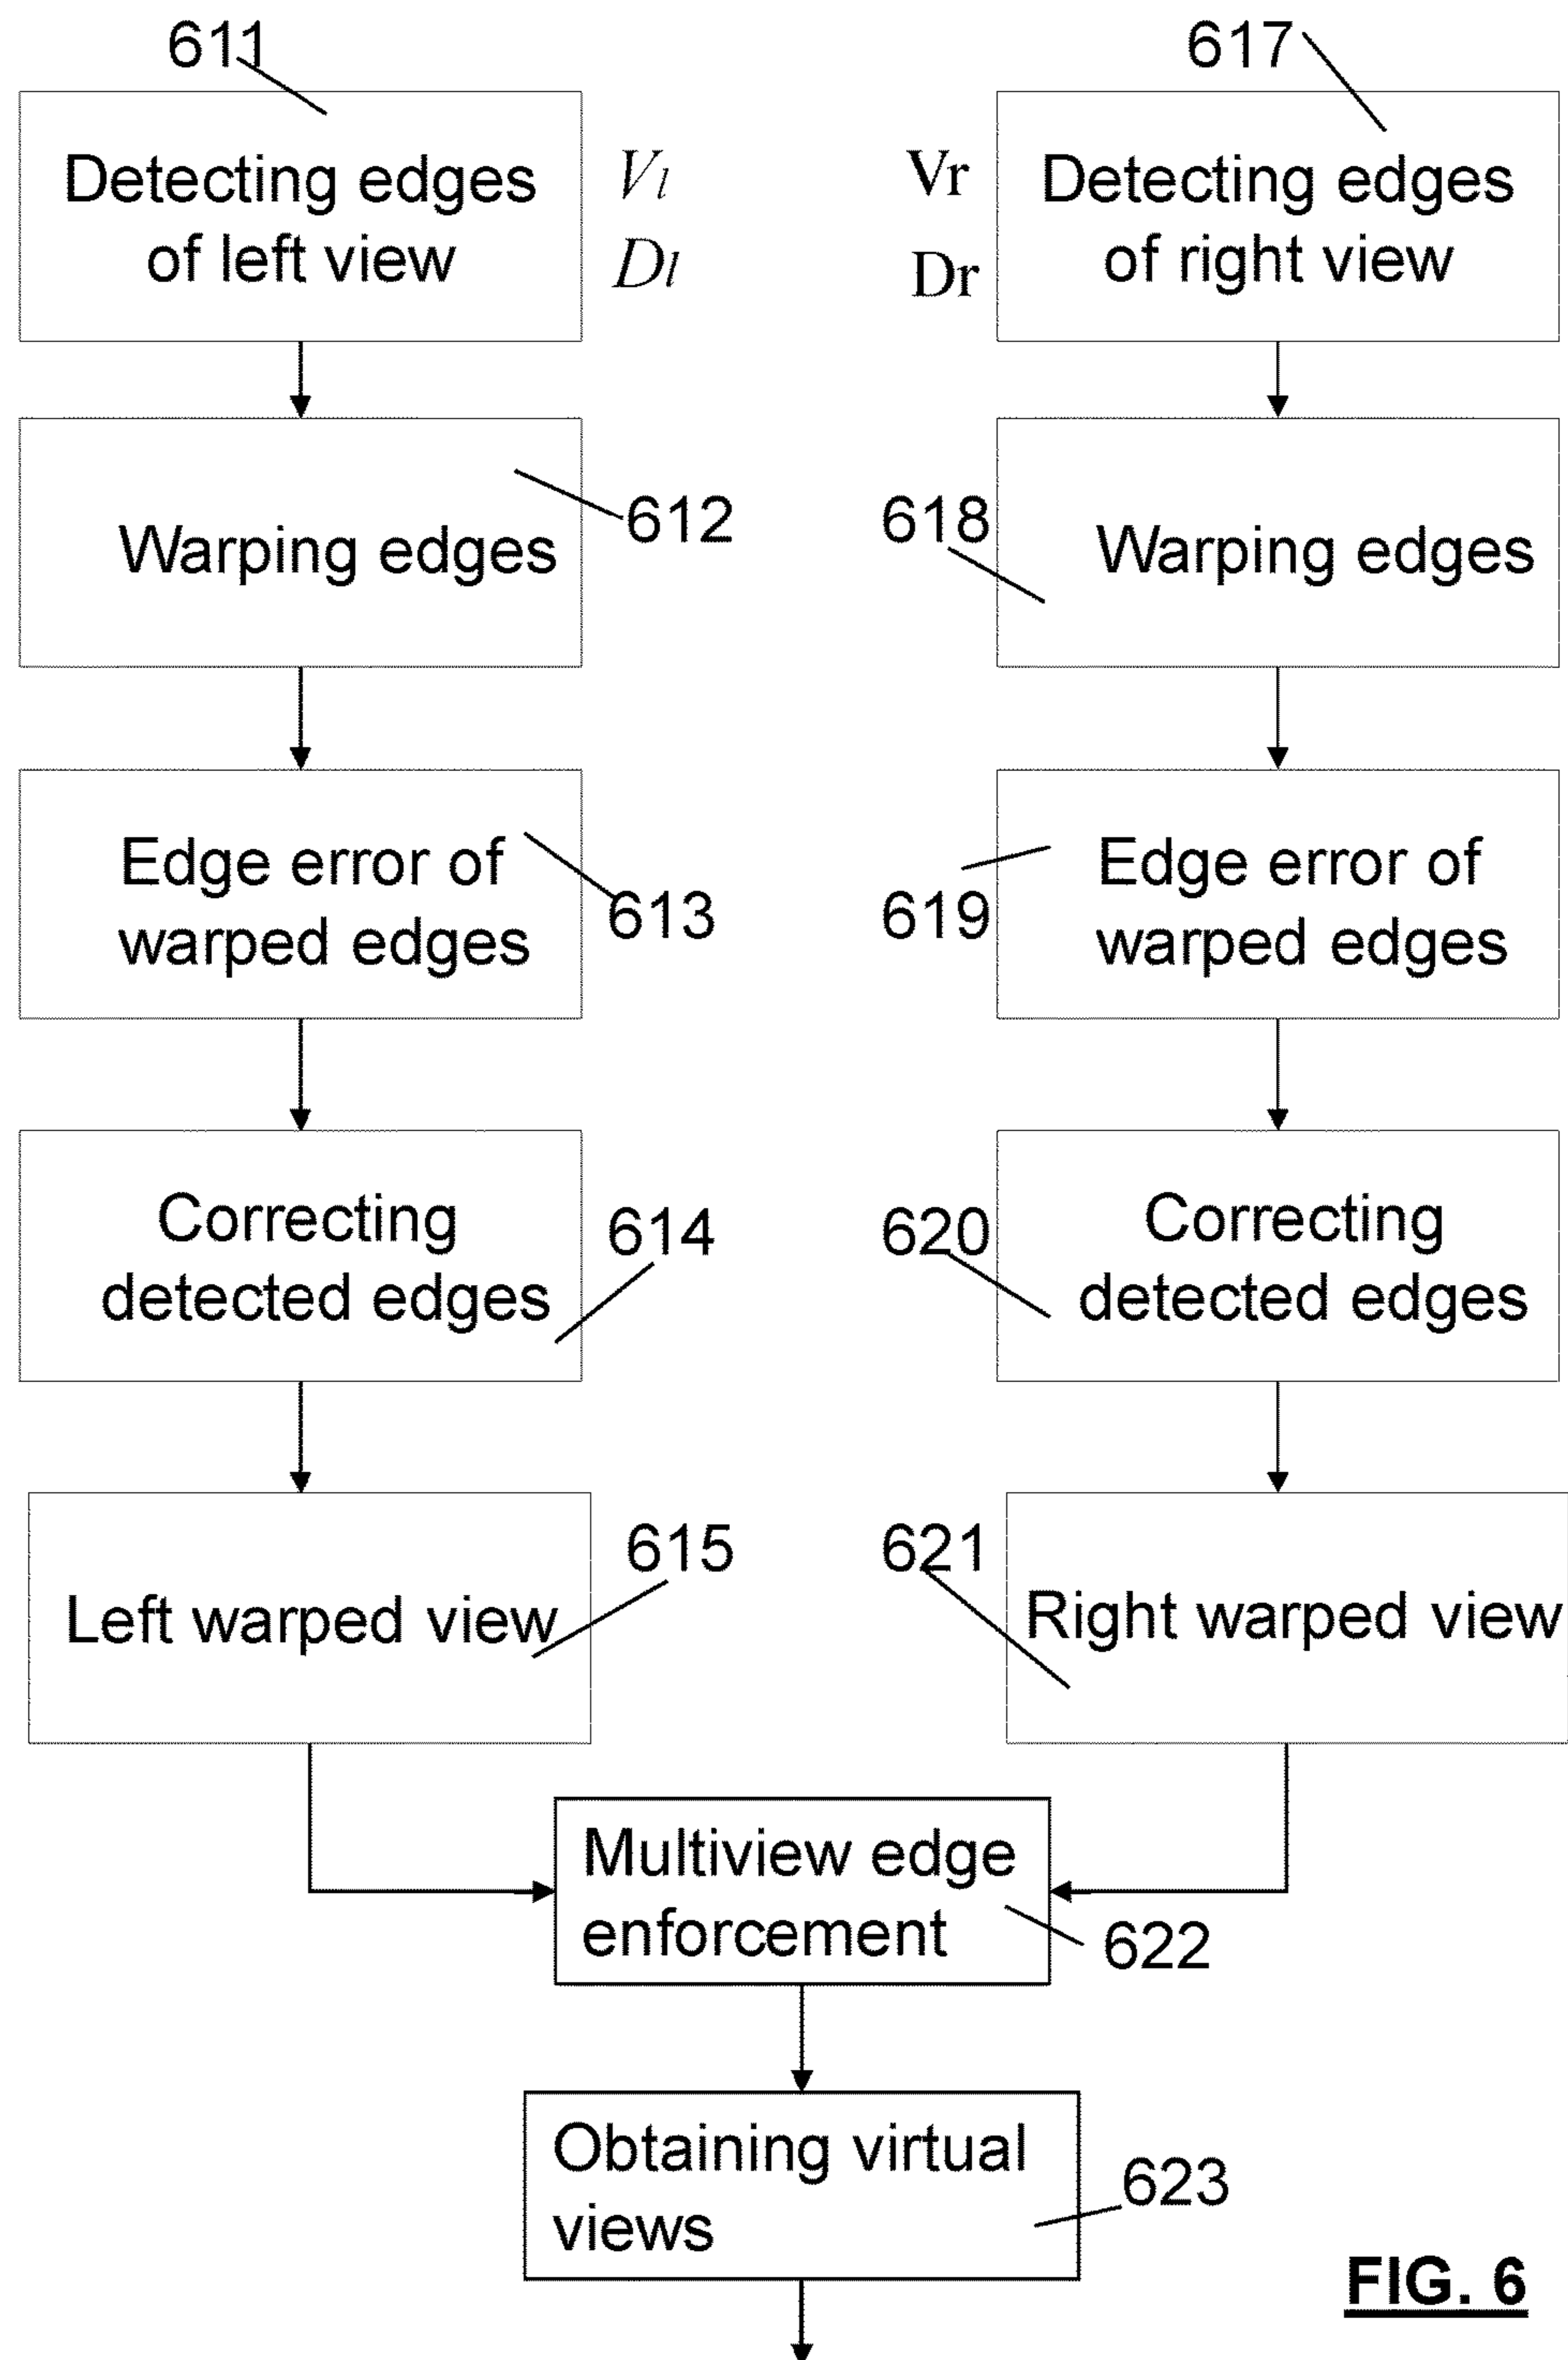 611
617
Detecting edges
of left view
Vl
Dl
Vr
Dr
Detecting edges
of right view
Warping edges
612
618
Warping edges
Edge error of
warped edges
613
619
Edge error of
warped edges
Correcting
detected edges
614
620
Correcting
detected edges
Left warped view
615
621
Right warped view
Multiview edge
enforcement
622
Obtaining virtual
views
623
FIG. 6